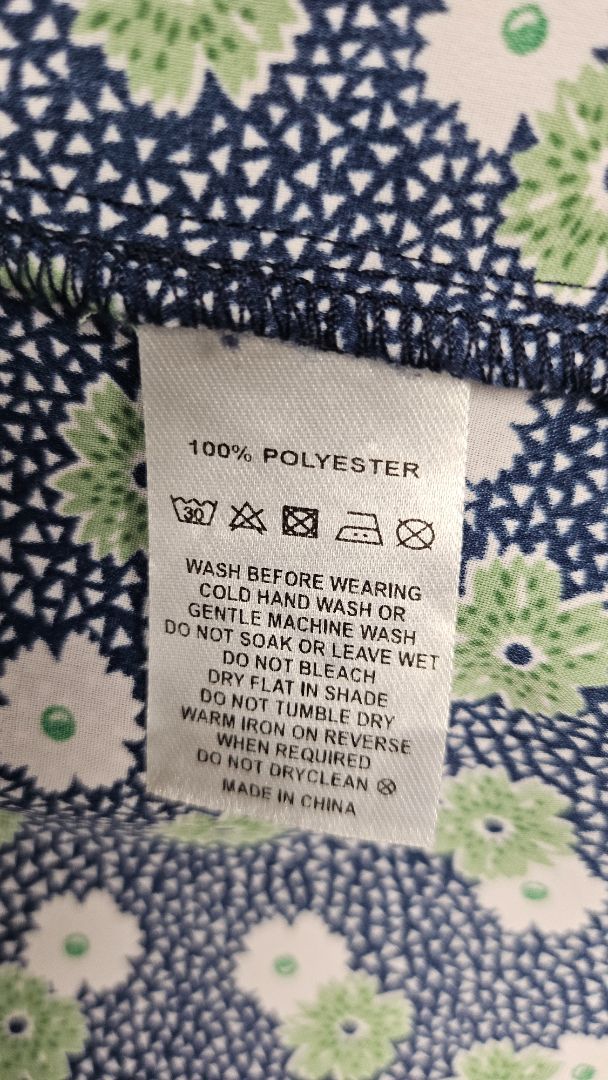 100% POLYESTER
30
WASH BEFORE WEARING
COLD HAND WASH OR
GENTLE MACHINE WASH
DO NOT SOAK OR LEAVE WET
DO NOT BLEACH
DRY FLAT IN SHADE
DO NOT TUMBLE DRY
WARM IRON ON REVERSE
WHEN REQUIRED
DO NOT DRYCLEAN
MADE IN CHINA